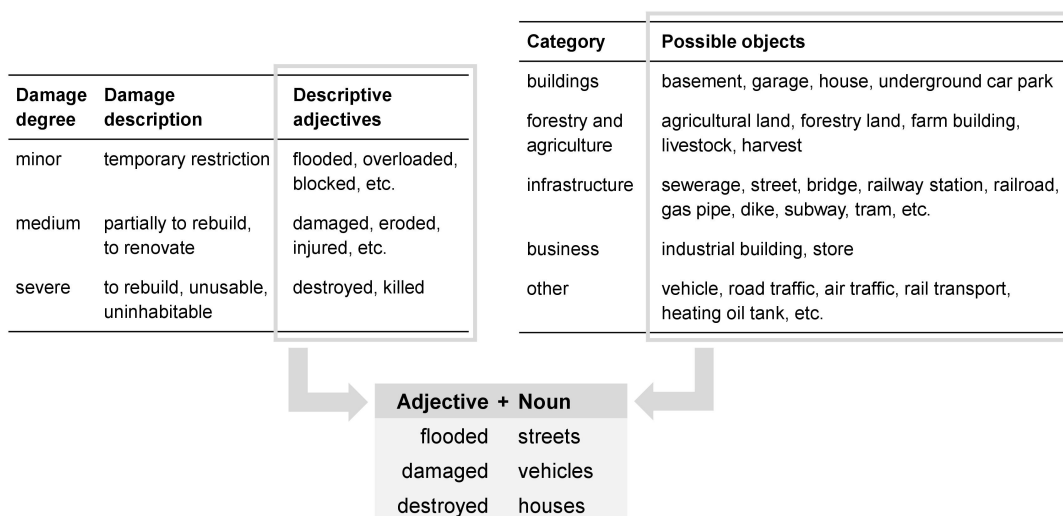 Damage degree Damage description Descriptive adjectives
minor temporary restriction flooded, overloaded, blocked, etc.
medium partially to rebuild, to renovate damaged, eroded, injured, etc.
severe to rebuild, unusable, uninhabitable destroyed, killed
Category Possible objects
buildings basement, garage, house, underground car park
forestry and agriculture agricultural land, forestry land, farm building, livestock, harvest
infrastructure sewerage, street, bridge, railway station, railroad, gas pipe, dike, subway, tram, etc.
business industrial building, store
other vehicle, road traffic, air traffic, rail transport, heating oil tank, etc.
Adjective + Noun
flooded streets
damaged vehicles
destroyed houses